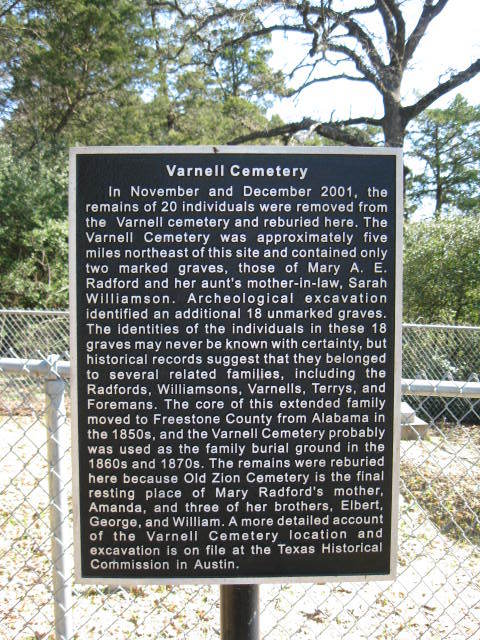 Varnell Cemetery
In November and December 2001, the
remains of 20 individuals were removed from
the Varnell cemetery and reburied here. The
Varnell Cemetery was approximately five
miles northeast of this site and contained only
two marked graves, those of Mary A. E.
Radford and her aunt's mother-in-law, Sarah
Williamson. Archeological excavation
identified an additional 18 unmarked graves.
The identities of the individuals in these 18
graves may never be known with certainty, but
historical records suggest that they belonged
to several related families, including the
Radfords, Williamsons, Varnells, Terrys, and
Foremans. The core of this extended family
moved to Freestone County from Alabama in
the 1850s, and the Varnell Cemetery probably
was used as the family burial ground in the
1860s and 1870s. The remains were reburied
here because Old Zion Cemetery is the final
resting place of Mary Radford's mother,
Amanda, and three of her brothers, Elbert,
George, and William. A more detailed account
of the Varnell Cemetery location and
excavation is on file at the Texas Historical
Commission in Austin.